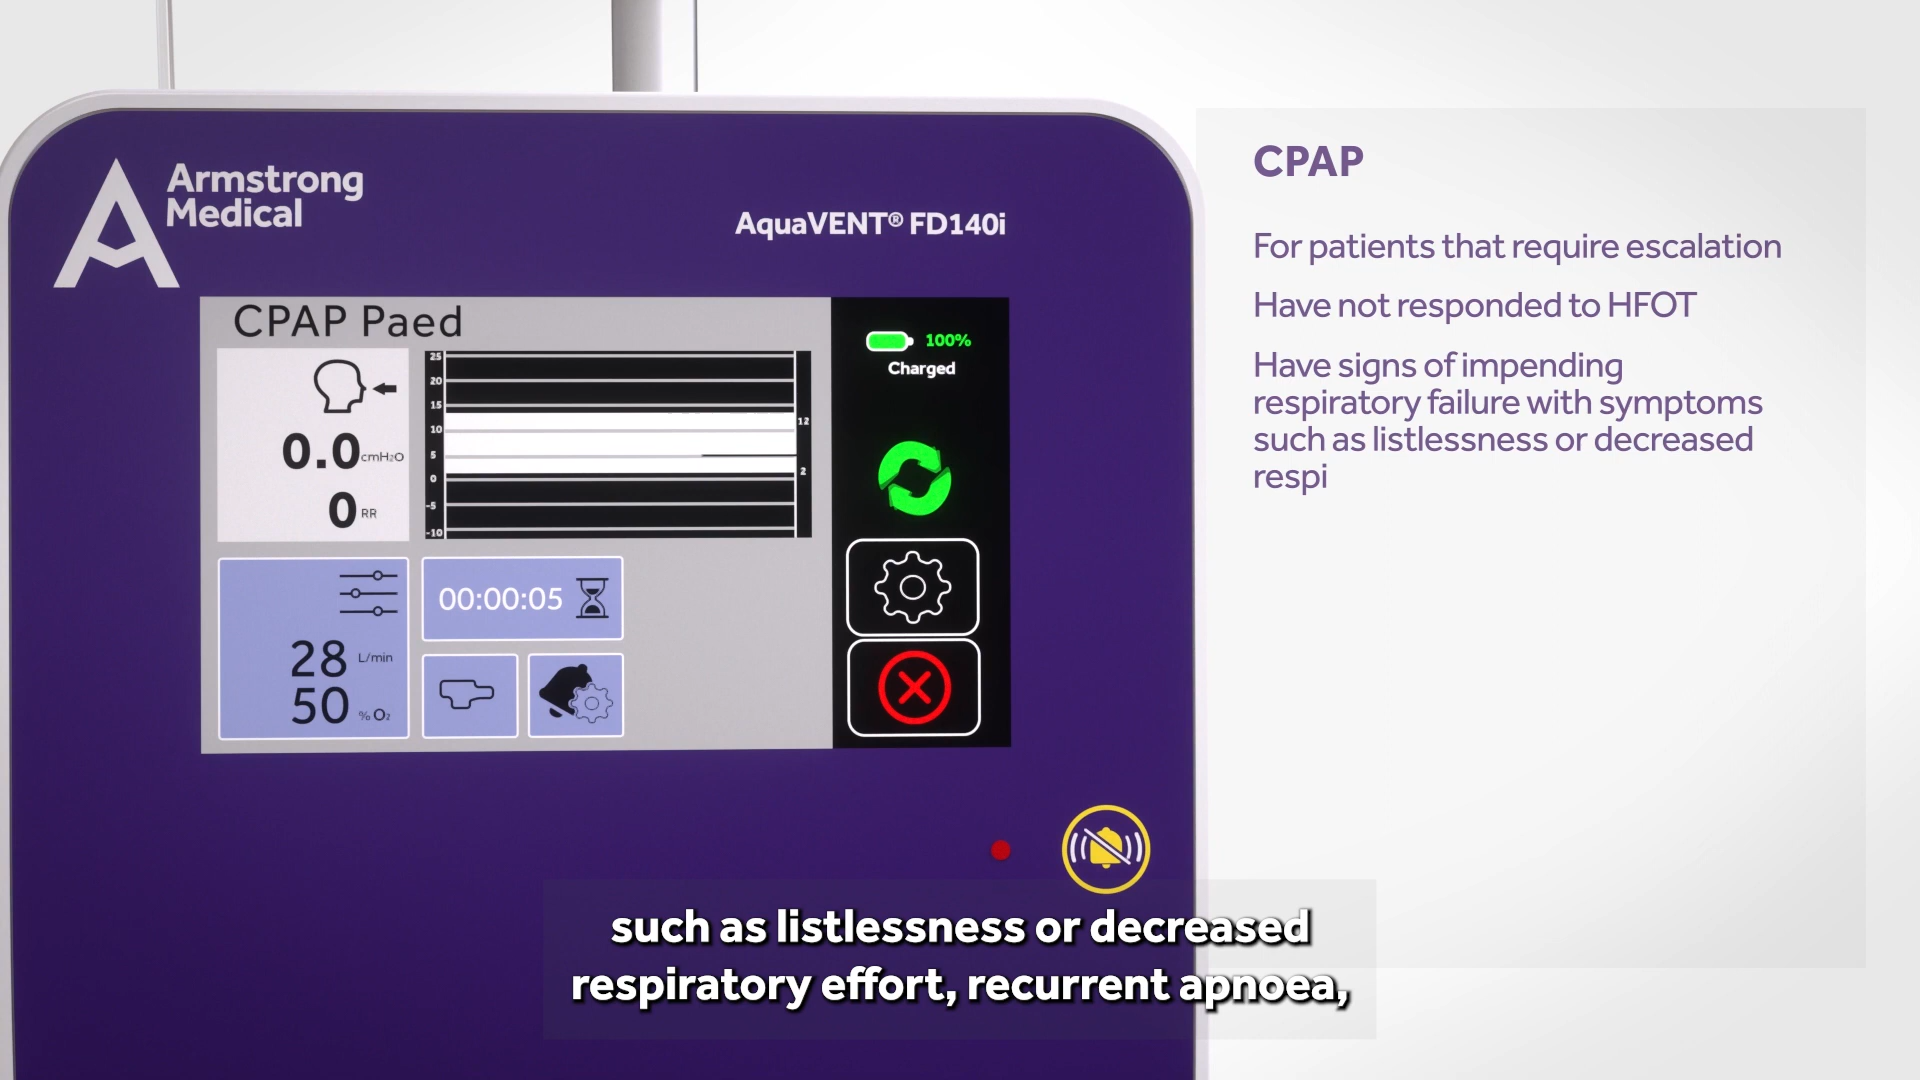 Armstrong
Medical
AquaVENT® FD140i
CPAP Paed
0.0 cmH₂O
0 RR
25
20
15
10
5
0
-5
-10
12
2
100%
Charged
00:00:05
28 L/min
50 % O₂
CPAP
For patients that require escalation
Have not responded to HFOT
Have signs of impending
respiratory failure with symptoms
such as listlessness or decreased
respi
such as listlessness or decreased
respiratory effort, recurrent apnoea,